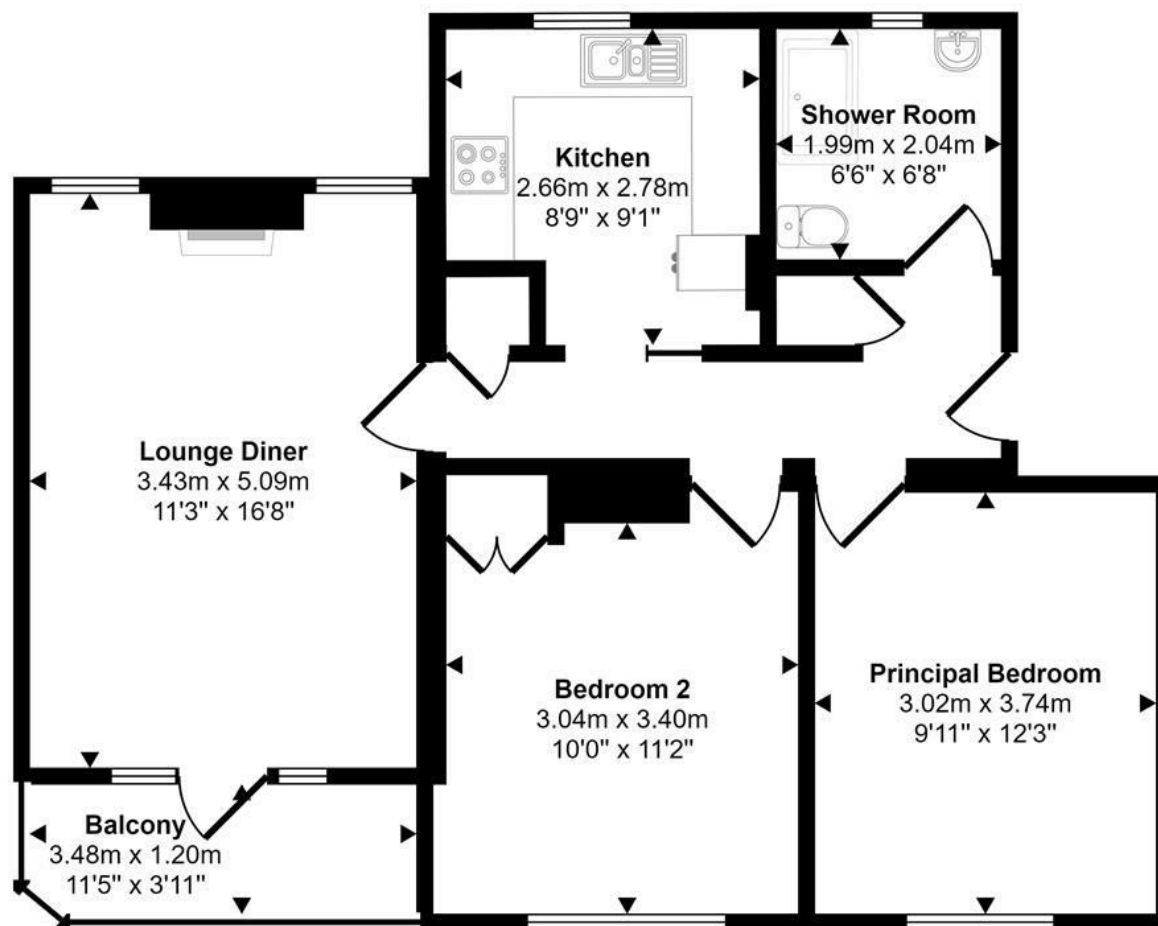 Shower Room
1.99m x 2.04m
6'6" x 6'8"
Kitchen
2.66m x 2.78m
8'9" x 9'1"
Lounge Diner
3.43m x 5.09m
11'3" x 16'8"
Bedroom 2
3.04m x 3.40m
10'0" x 11'2"
Principal Bedroom
3.02m x 3.74m
9'11" x 12'3"
Balcony
3.48m x 1.20m
11'5" x 3'11"